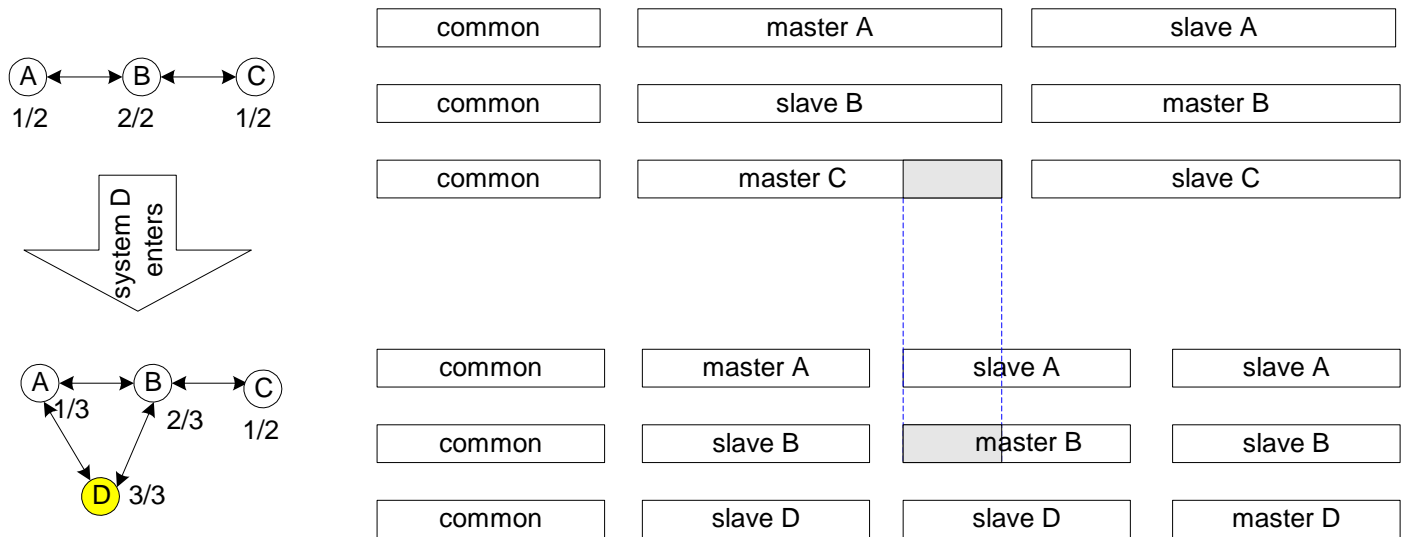 common master A slave A
A B C
1/2 2/2 1/2
common slave B master B
common master C slave C
system D
enters
common master A slave A slave A
A B C
1/3 2/3 1/2
common slave B master B slave B
D 3/3
common slave D slave D master D